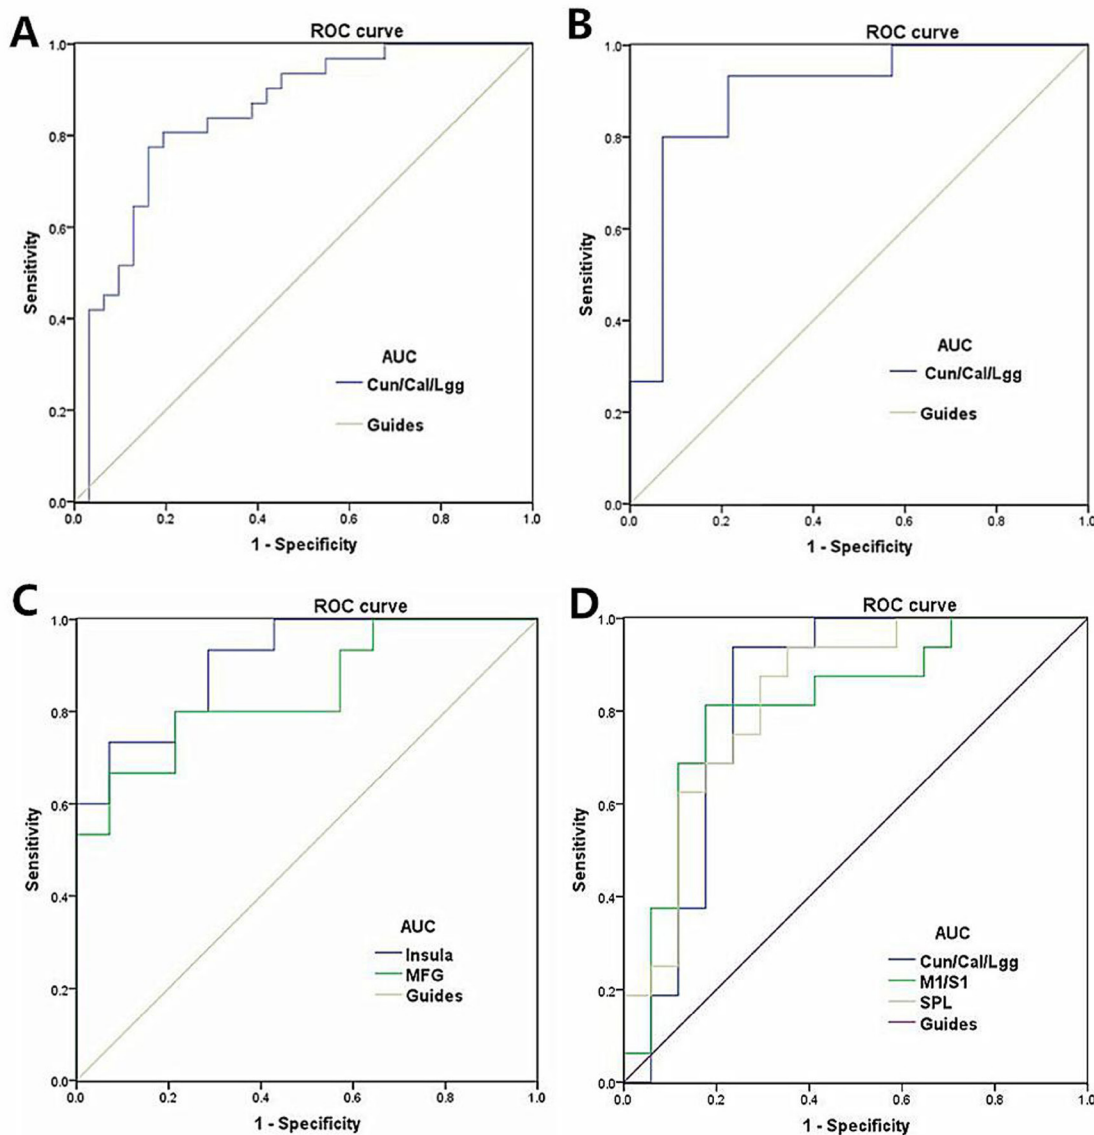 A
ROC curve
1.0
0.8
0.6
0.4
0.2
0.0
Sensitivity
AUC
Cun/Cal/Lgg
Guides
0.0 0.2 0.4 0.6 0.8 1.0
1 - Specificity
B
ROC curve
1.0
0.8
0.6
0.4
0.2
0.0
Sensitivity
AUC
Cun/Cal/Lgg
Guides
0.0 0.2 0.4 0.6 0.8 1.0
1 - Specificity
C
ROC curve
1.0
0.8
0.6
0.4
0.2
0.0
Sensitivity
AUC
Insula
MFG
Guides
0.0 0.2 0.4 0.6 0.8 1.0
1 - Specificity
D
ROC curve
1.0
0.8
0.6
0.4
0.2
0.0
Sensitivity
AUC
Cun/Cal/Lgg
M1/S1
SPL
Guides
0.0 0.2 0.4 0.6 0.8 1.0
1 - Specificity